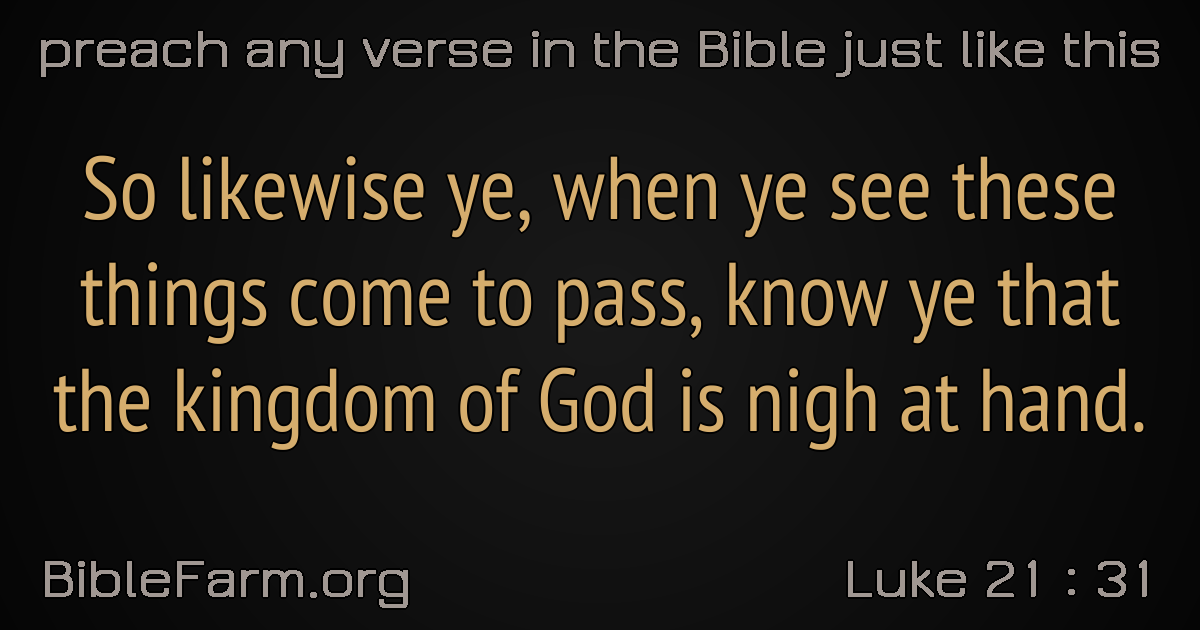 preach any verse in the Bible just like this
So likewise ye, when ye see these
things come to pass, know ye that
the kingdom of God is nigh at hand.
BibleFarm.org
Luke 21 : 31